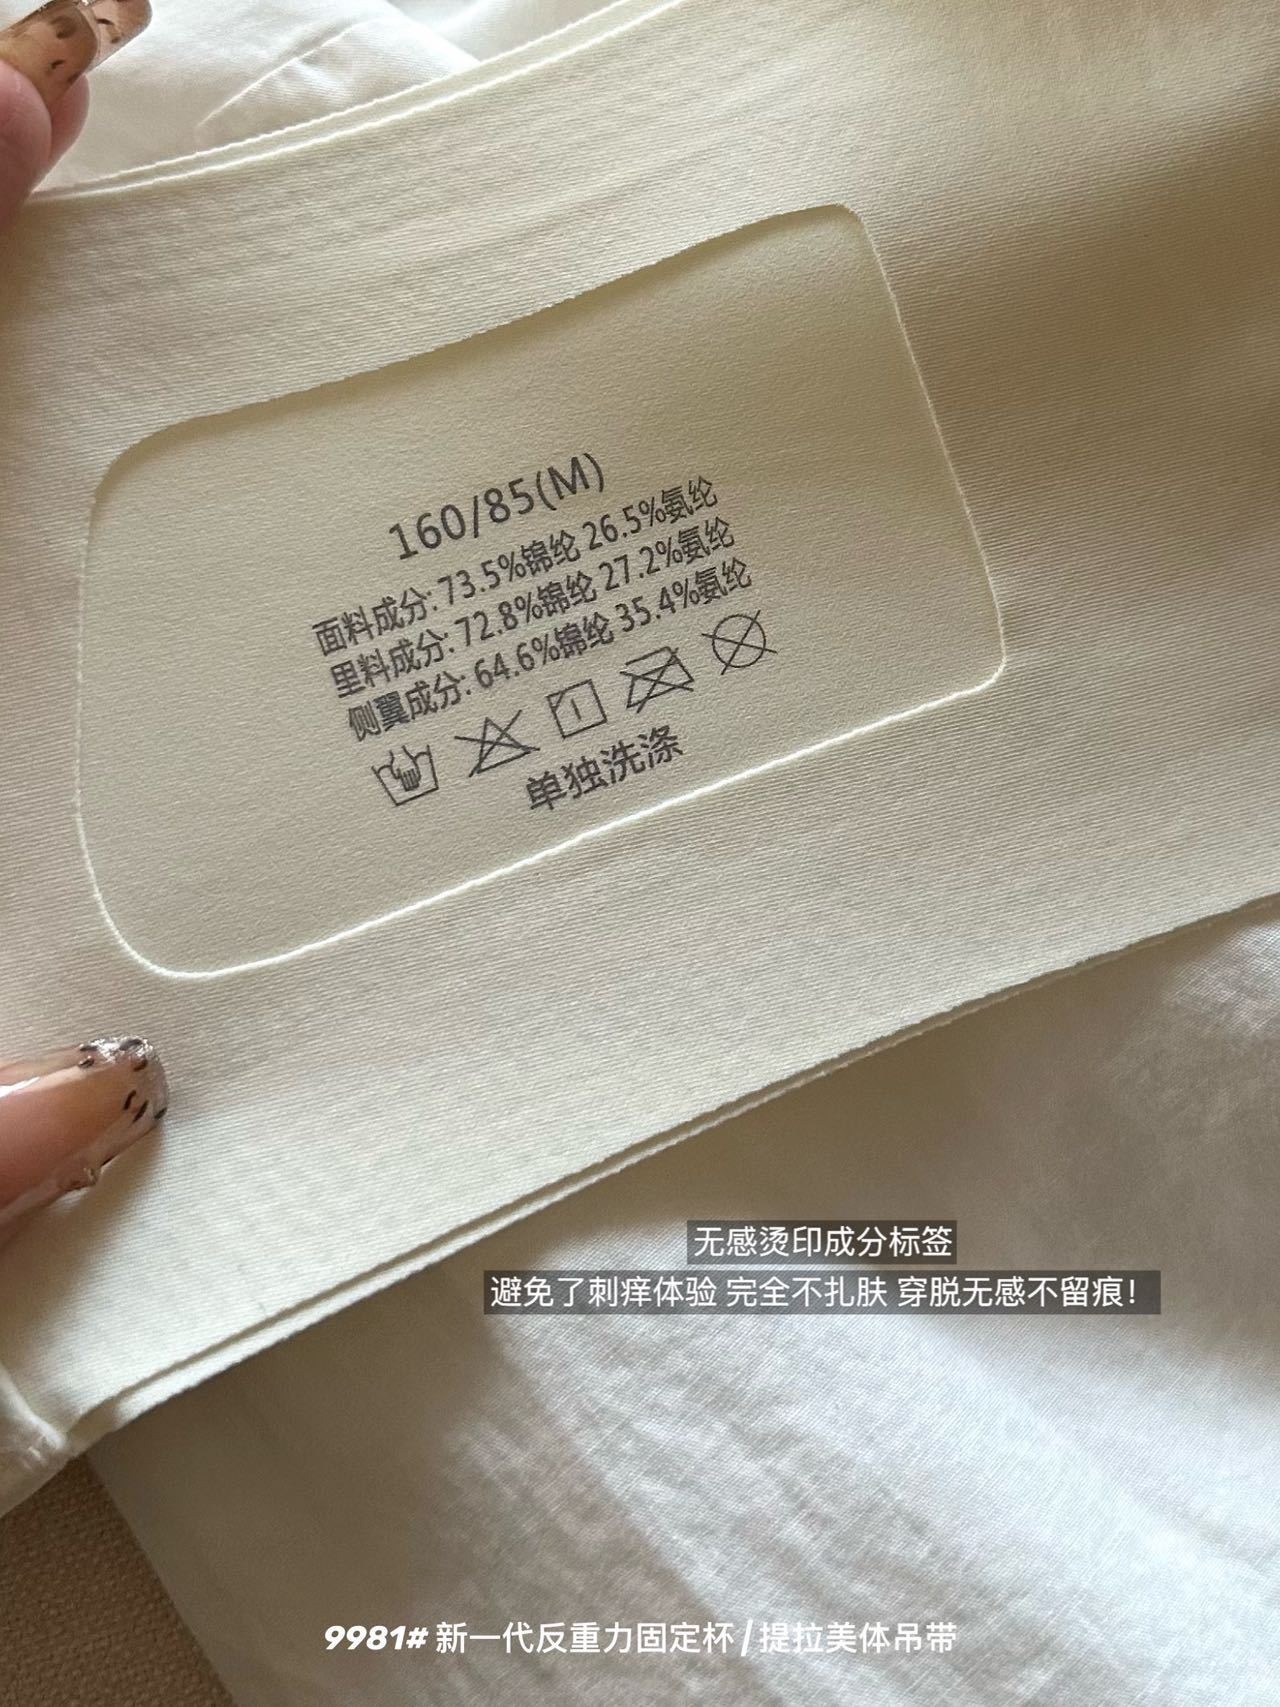 160/85(M)
面料成分: 73.5%锦纶 26.5%氨纶
里料成分: 72.8%锦纶 27.2%氨纶
侧翼成分: 64.6%锦纶 35.4%氨纶
单独洗涤
无感烫印成分标签
避免了刺痒体验 完全不扎肤 穿脱无感不留痕！
9981# 新一代反重力固定杯 / 提拉美体吊带